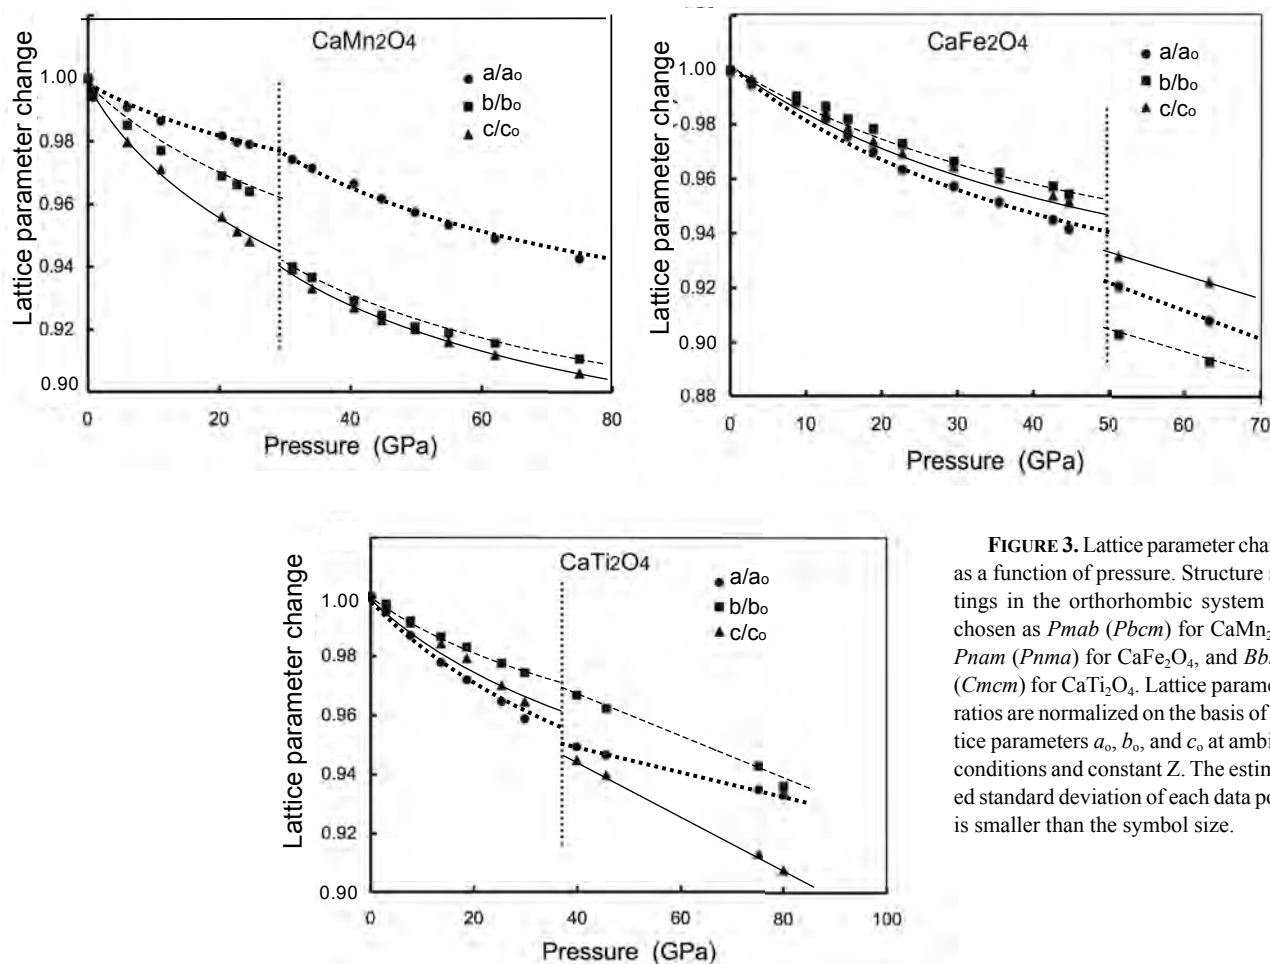 CaMn2O4
a/ao
b/bo
c/co
Lattice parameter change
1.00
0.98
0.96
0.94
0.92
0.90
0
20
40
60
80
Pressure (GPa)
CaFe2O4
a/ao
b/bo
c/co
Lattice parameter change
1.00
0.98
0.96
0.94
0.92
0.90
0.88
0
10
20
30
40
50
60
70
Pressure (GPa)
CaTi2O4
a/ao
b/bo
c/co
Lattice parameter change
1.00
0.98
0.96
0.94
0.92
0.90
0
20
40
60
80
100
Pressure (GPa)
FIGURE 3. Lattice parameter
as a function of pressure. Structure
tings in the orthorhombic system
chosen as Pmab (Pbcm) for
Pnam (Pnma) for CaFe2O4, and
(Cmcm) for CaTi2O4. Lattice
ratios are normalized on the basis of
tice parameters ao, bo, and co at
conditions and constant Z. The
ed standard deviation of each data
is smaller than the symbol size.